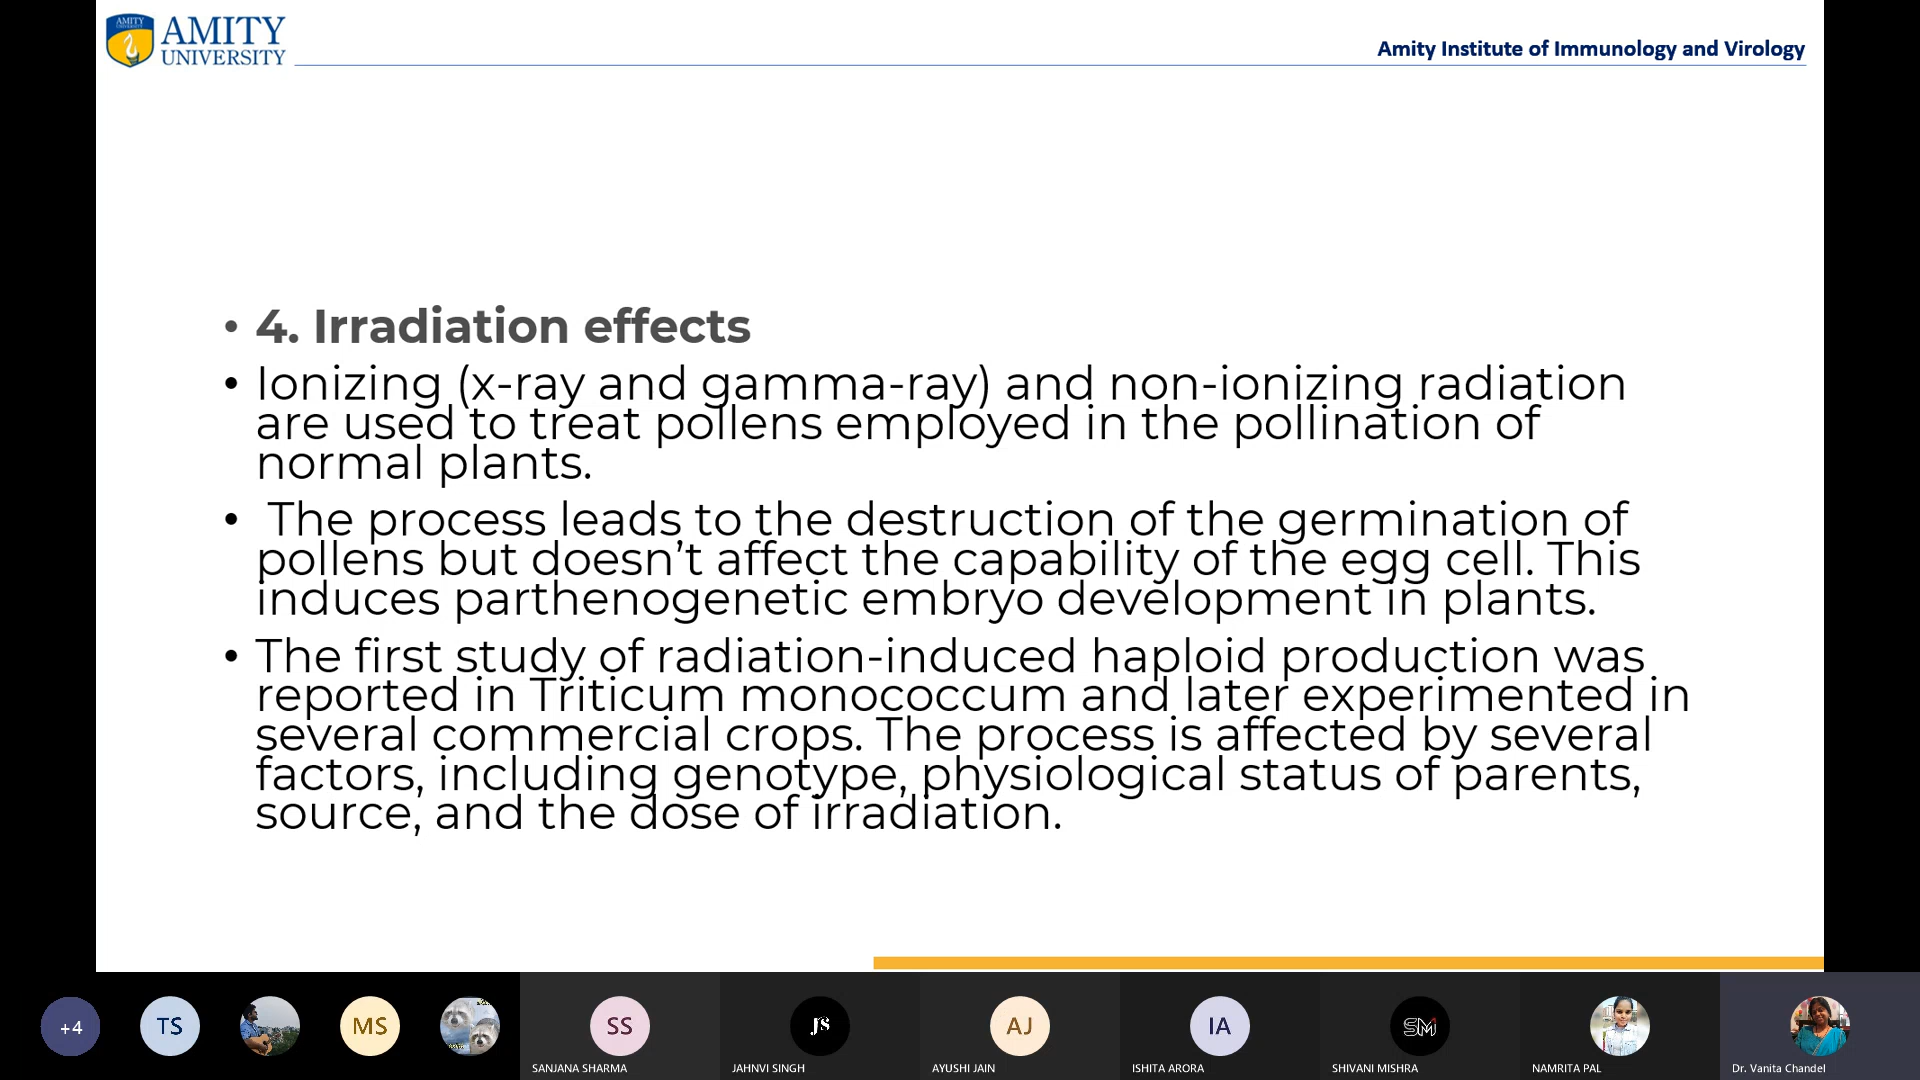 AMITY
UNIVERSITY
AMITY
UNIVERSITY
Amity Institute of Immunology and Virology
• 4. Irradiation effects
• Ionizing (x-ray and gamma-ray) and non-ionizing radiation
are used to treat pollens employed in the pollination of
normal plants.
• The process leads to the destruction of the germination of
pollens but doesn’t affect the capability of the egg cell. This
induces parthenogenetic embryo development in plants.
• The first study of radiation-induced haploid production was
reported in Triticum monococcum and later experimented in
several commercial crops. The process is affected by several
factors, including genotype, physiological status of parents,
source, and the dose of irradiation.
+4
TS
MS
SS
JS
AJ
IA
SM
SANJANA SHARMA
JAHNVI SINGH
AYUSHI JAIN
ISHITA ARORA
SHIVANI MISHRA
NAMRITA PAL
Dr. Vanita Chandel